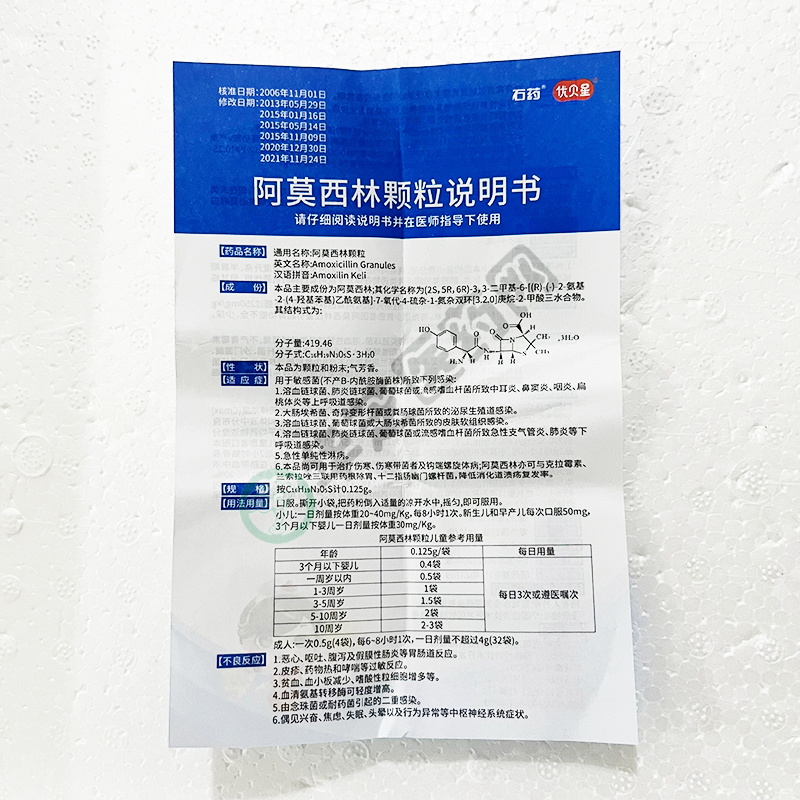 核准日期:2006年11月01日
修改日期:2013年05月29日
2015年01月16日
2015年05月14日
2015年11月09日
2020年12月30日
2021年11月24日
石药® 优贝星
阿莫西林颗粒说明书
请仔细阅读说明书并在医师指导下使用
【药品名称】 通用名称:阿莫西林颗粒
英文名称:Amoxicillin Granules
汉语拼音:Amoxilin Keli
【成 份】 本品主要成份为阿莫西林;其化学名称为(2S,5R,6R)-3,3-二甲基-6-[(R)-(-)-2-氨基
-2-(4-羟基苯基)乙酰氨基]-7-氧代-4-硫杂-1-氮杂双环[3.2.0]庚烷-2-甲酸三水合物。
其结构式为:
分子量:419.46
分子式:C₁₆H₁₉N₃O₅S·3H₂O
【性 状】 本品为颗粒和粉末;气芳香。
【适 应 症】 用于敏感菌(不产B-内酰胺酶菌株)所致下列感染:
1.溶血链球菌、肺炎链球菌、葡萄球菌或流感嗜血杆菌所致中耳炎、鼻窦炎、咽炎、扁
桃体炎等上呼吸道感染。
2.大肠埃希菌、奇异变形杆菌或粪肠球菌所致的泌尿生殖道感染。
3.溶血链球菌、葡萄球菌或大肠埃希菌所致的皮肤软组织感染。
4.溶血链球菌、肺炎链球菌、葡萄球菌或流感嗜血杆菌所致急性支气管炎、肺炎等下
呼吸道感染。
5.急性单纯性淋病。
6.本品尚可用于治疗伤寒、伤寒带菌者及钩端螺旋体病;阿莫西林亦可与克拉霉素、
兰索拉唑三联用药根除胃、十二指肠幽门螺杆菌,降低消化道溃疡复发率。
【规 格】 按C₁₆H₁₉N₃O₅S计0.125g。
【用法用量】 口服。撕开小袋,把药粉倒入适量的凉开水中,摇匀,即可服用。
小儿:一日剂量按体重20~40mg/Kg,每8小时1次。新生儿和早产儿每次口服50mg,
3个月以下婴儿一日剂量按体重30mg/Kg。
阿莫西林颗粒儿童参考用量
年龄 0.125g/袋 每日用量
3个月以下婴儿 0.4袋
一周岁以内 0.5袋
1-3周岁 1袋 每日3次或遵医嘱次
3-5周岁 1.5袋
5-10周岁 2袋
10周岁 2-3袋
成人:一次0.5g(4袋),每6~8小时1次,一日剂量不超过4g(32袋)。
【不良反应】 1.恶心、呕吐、腹泻及假膜性肠炎等胃肠道反应。
2.皮疹、药物热和哮喘等过敏反应。
3.贫血、血小板减少、嗜酸性粒细胞增多等。
4.血清氨基转移酶可轻度增高。
5.由念珠菌或耐药菌引起的二重感染。
6.偶见兴奋、焦虑、失眠、头晕以及行为异常等中枢神经系统症状。